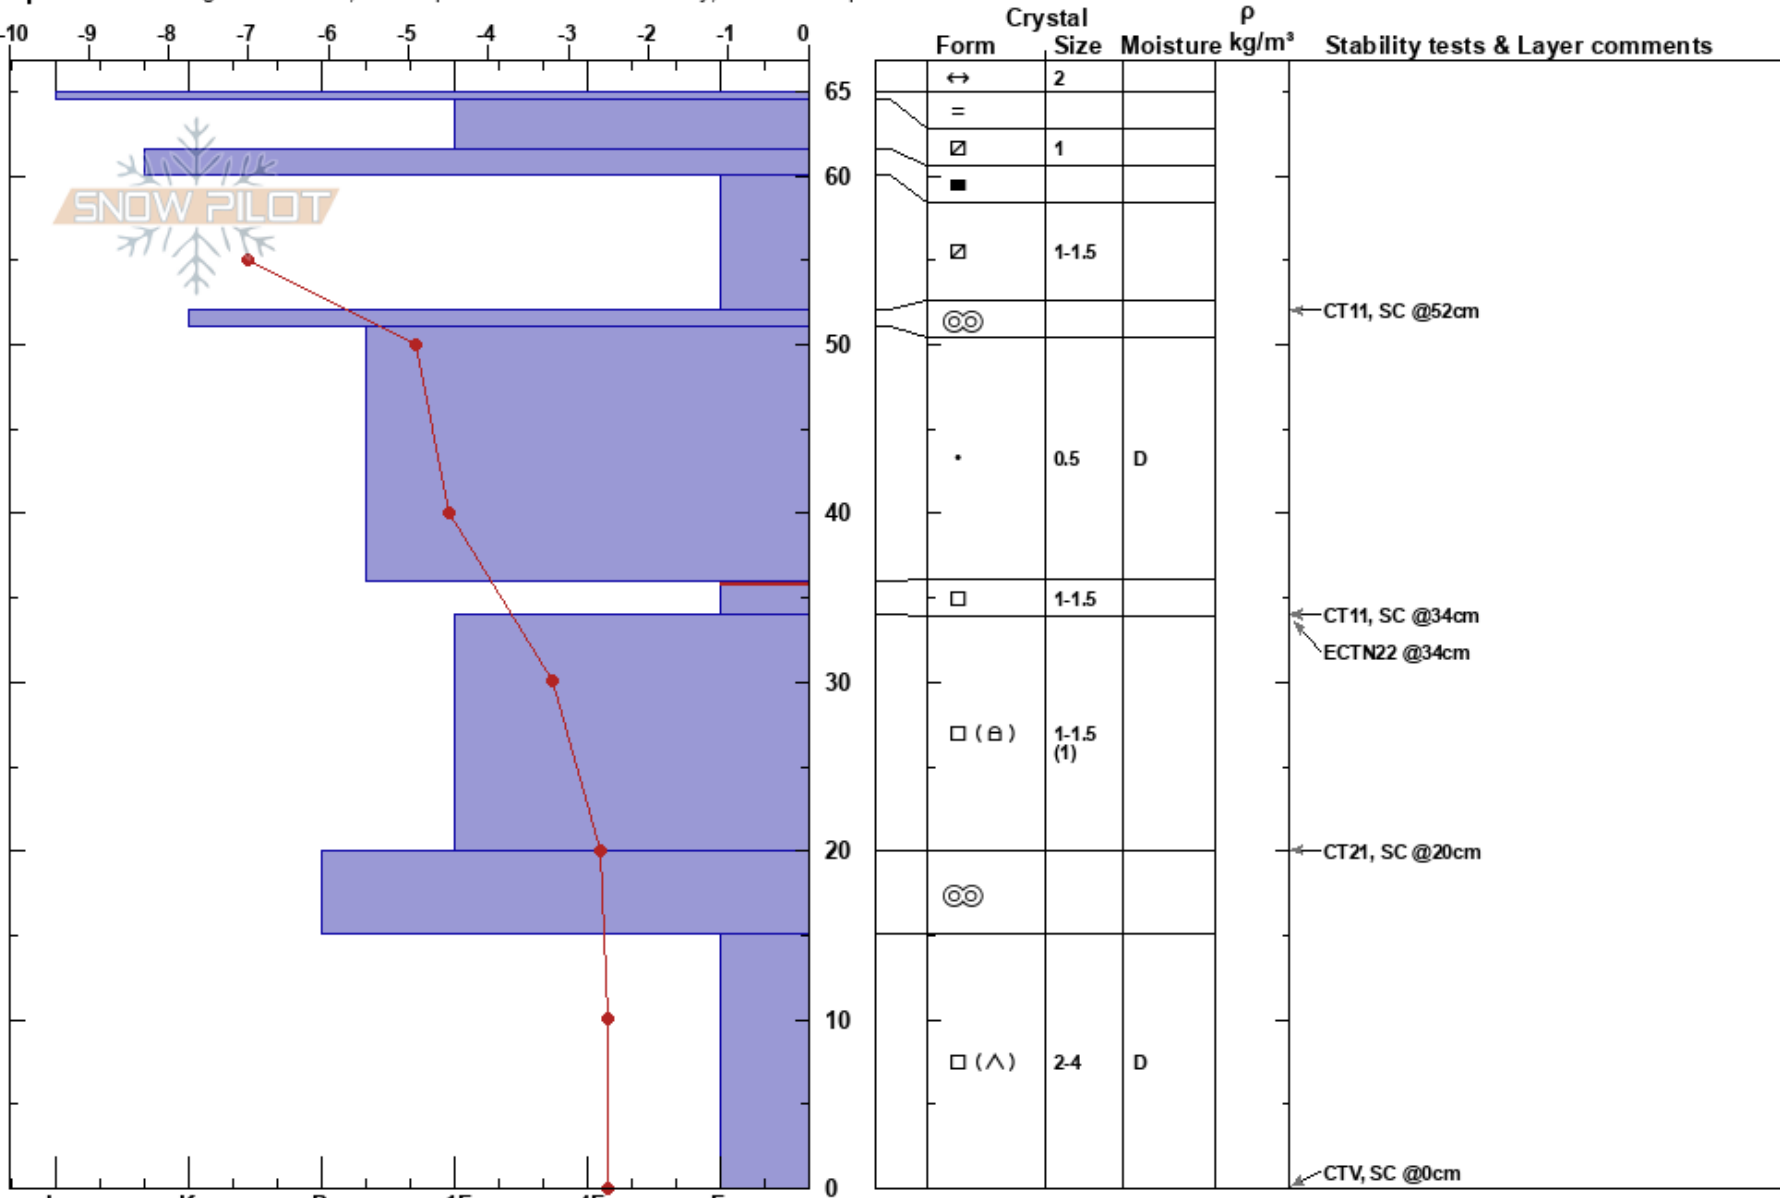 Crystal ρ
-10 -9 -8 -7 -6 -5 -4 -3 -2 -1 0
Form Size Moisture kg/m³ Stability tests & Layer comments
↔ 2
65
=
1
60
■
1-1.5
CT11, SC @52cm
50
• 0.5 D
40
□ 1-1.5
CT11, SC @34cm
ECTN22 @34cm
30
□ ( ) 1-1.5
(1)
20
CT21, SC @20cm
10
□ (∧) 2-4 D
CTV, SC @0cm
0
SNOW PILOT